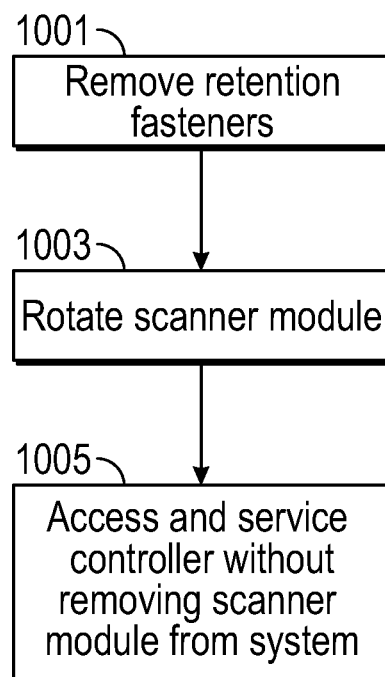 1001
Remove retention
fasteners
1003
Rotate scanner module
1005
Access and service
controller without
removing scanner
module from system